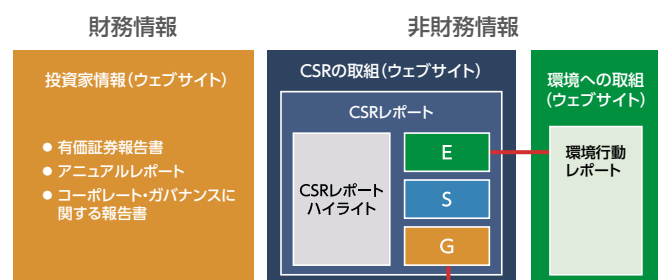 財務情報
非財務情報
投資家情報(ウェブサイト)
● 有価証券報告書
● アニュアルレポート
● コーポレート・ガバナンスに
関する報告書
CSRの取組(ウェブサイト)
CSRレポート
CSRレポート
ハイライト
E
S
G
環境への取組
(ウェブサイト)
環境行動
レポート